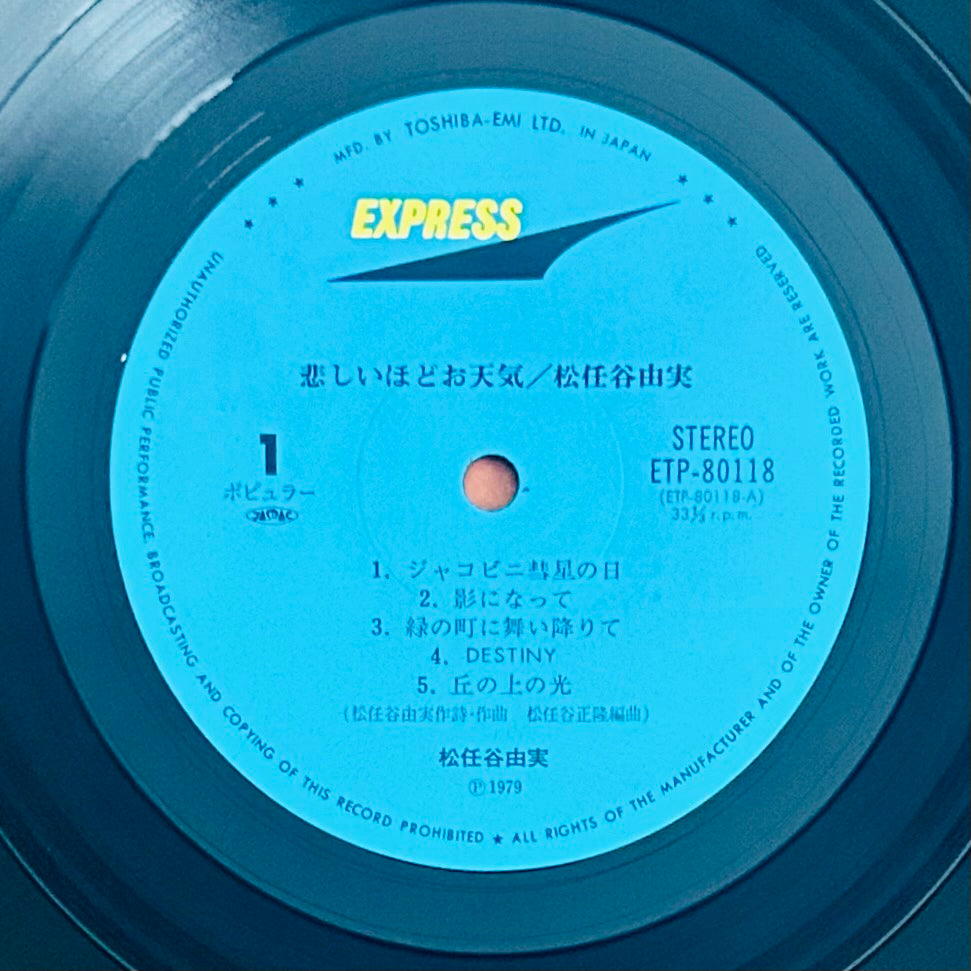 MFD. BY TOSHIBA-EMI LTD. IN JAPAN
EXPRESS
悲しいほどお天気／松任谷由実
1
ポピュラー
JASRAC
STEREO
ETP-80118
(ETP-80118-A)
33⅓ r.p.m.
1. ジャコビニ彗星の日
2. 影になって
3. 緑の町に舞い降りて
4. DESTINY
5. 丘の上の光
(松任谷由実作詩・作曲 松任谷正隆編曲)
松任谷由実
Ⓟ1979
UNAUTHORIZED PUBLIC PERFORMANCE, BROADCASTING AND COPYING OF THIS RECORD PROHIBITED ★ ALL RIGHTS OF THE MANUFACTURER AND OF THE OWNER OF THE RECORDED WORK ARE RESERVED